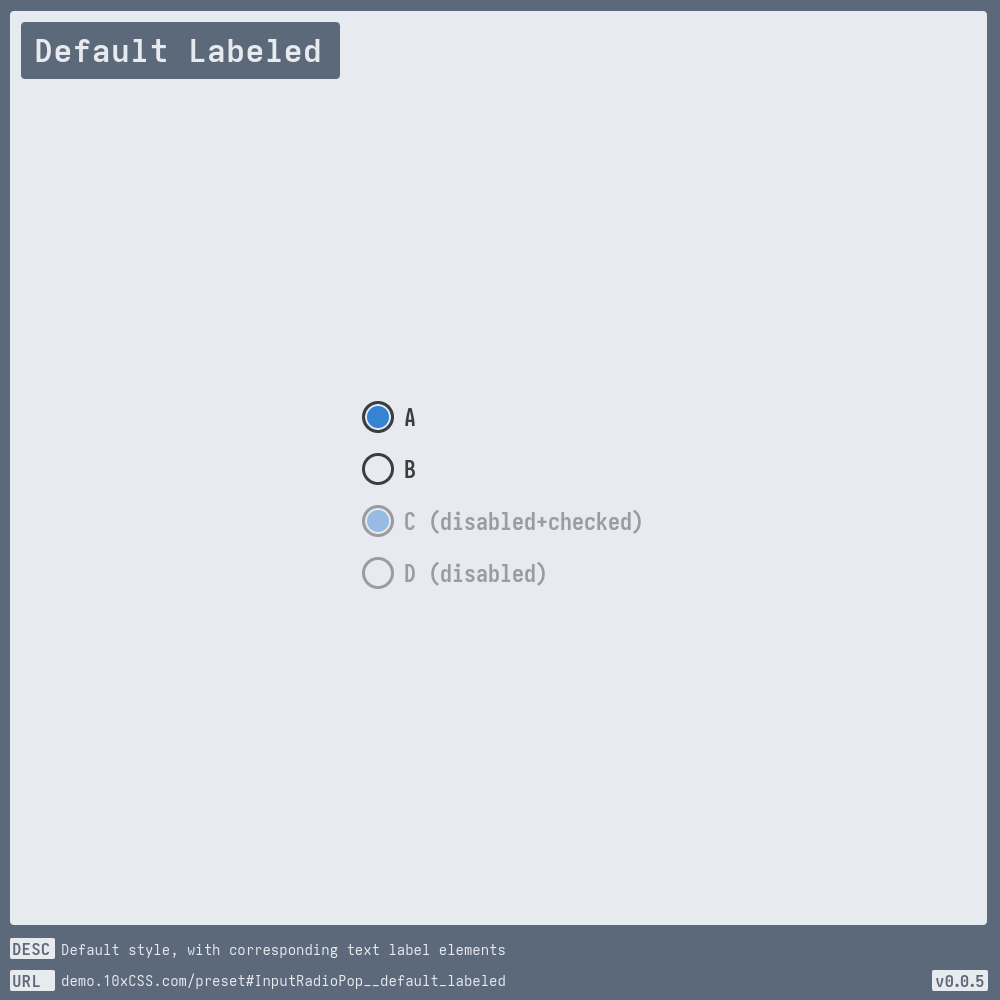 Default Labeled
A
B
C (disabled+checked)
D (disabled)
DESC Default style, with corresponding text label elements
URL demo.10xCSS.com/preset#InputRadioPop__default_labeled
v0.0.5